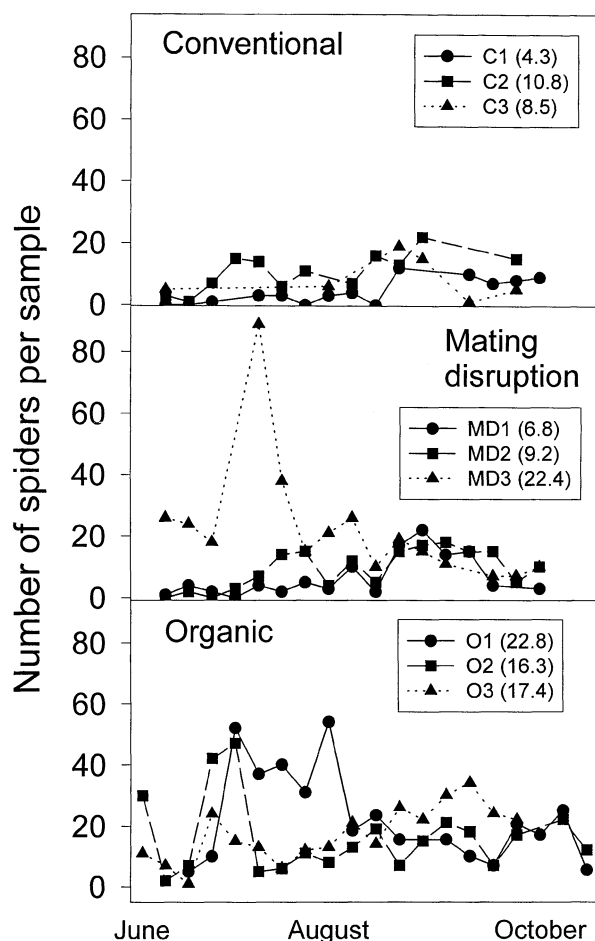 Number of spiders per sample
Conventional
C1 (4.3)
C2 (10.8)
C3 (8.5)
80
60
40
20
0
Mating
disruption
MD1 (6.8)
MD2 (9.2)
MD3 (22.4)
80
60
40
20
0
Organic
O1 (22.8)
O2 (16.3)
O3 (17.4)
80
60
40
20
0
June August October